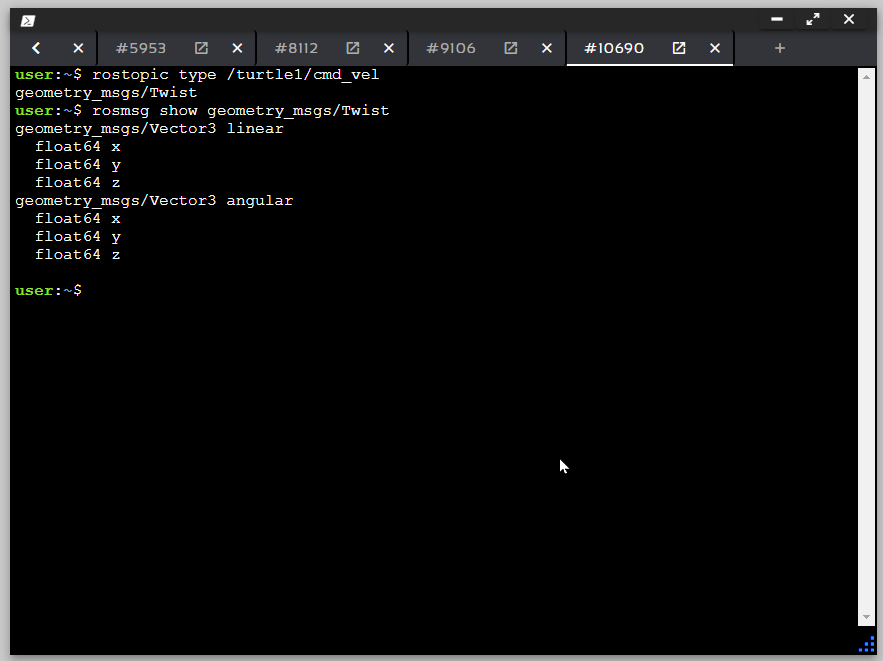 #5953 #8112 #9106 #10690
user:~$ rostopic type /turtle1/cmd_vel
geometry_msgs/Twist
user:~$ rosmsg show geometry_msgs/Twist
geometry_msgs/Vector3 linear
  float64 x
  float64 y
  float64 z
geometry_msgs/Vector3 angular
  float64 x
  float64 y
  float64 z
user:~$